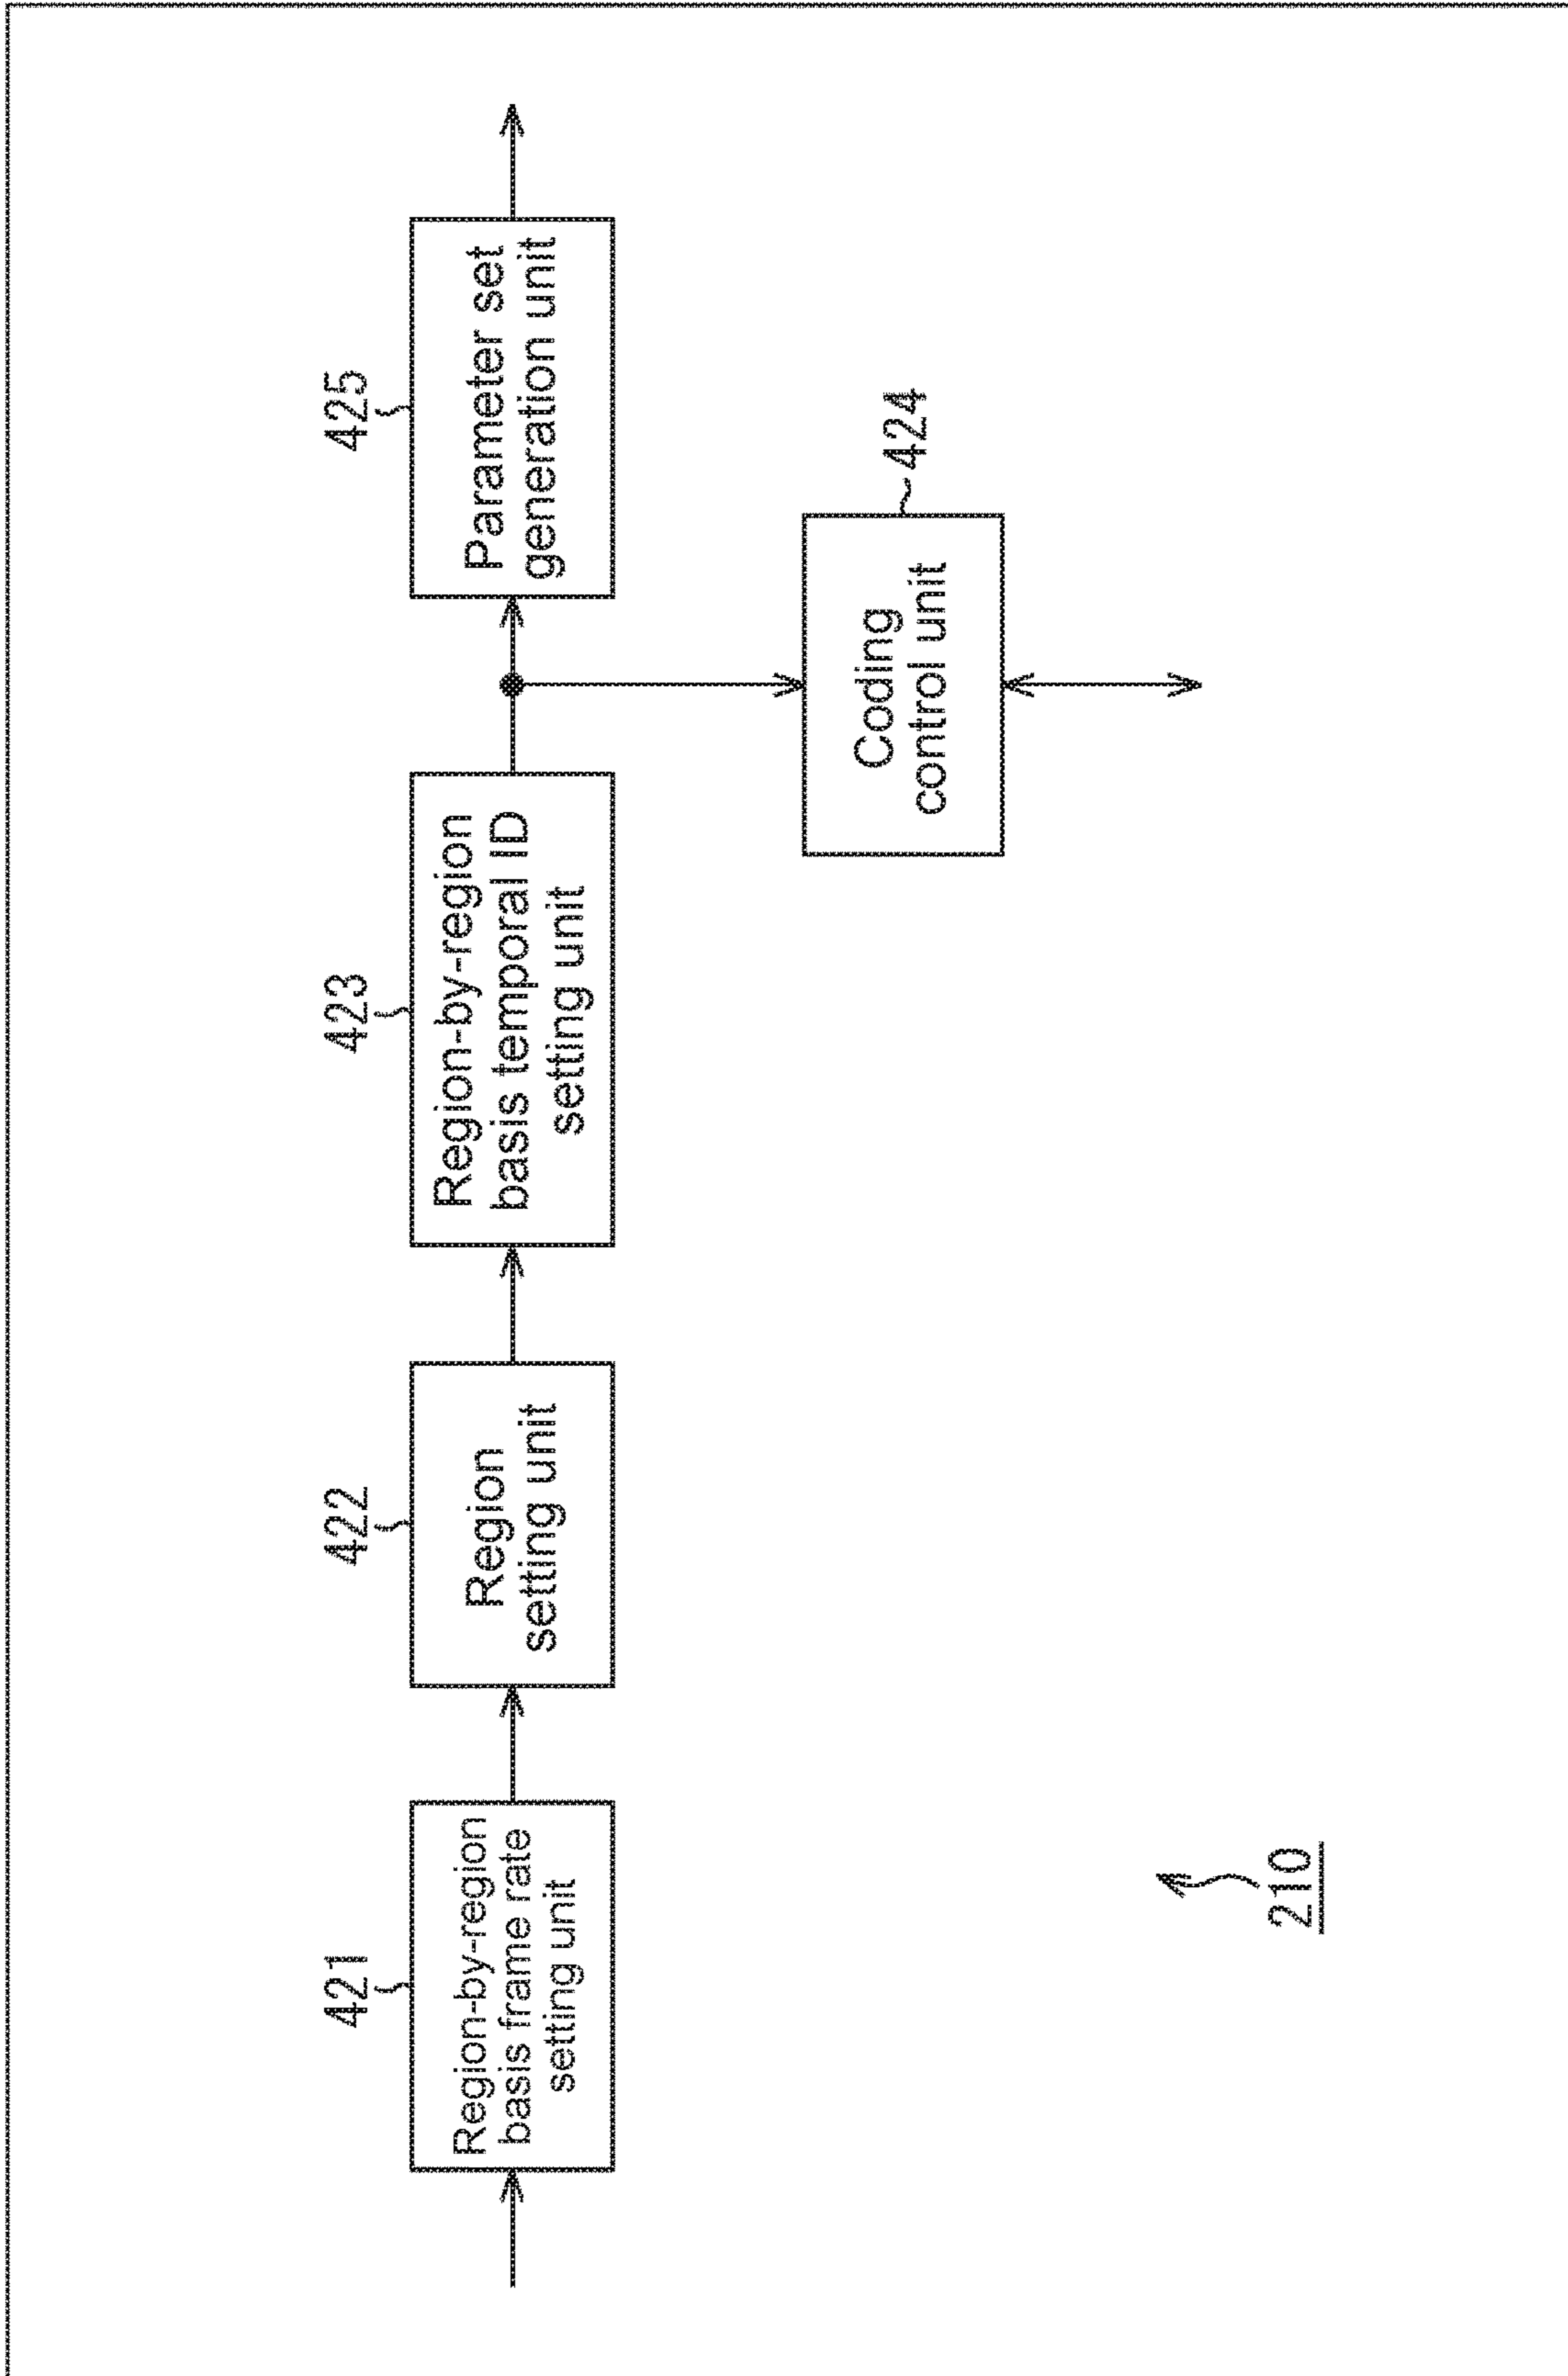 421
Region-by-region
basis frame rate
setting unit
422
Region
setting unit
423
Region-by-region
basis temporal ID
setting unit
425
Parameter set
generation unit
424
Coding
control unit
210